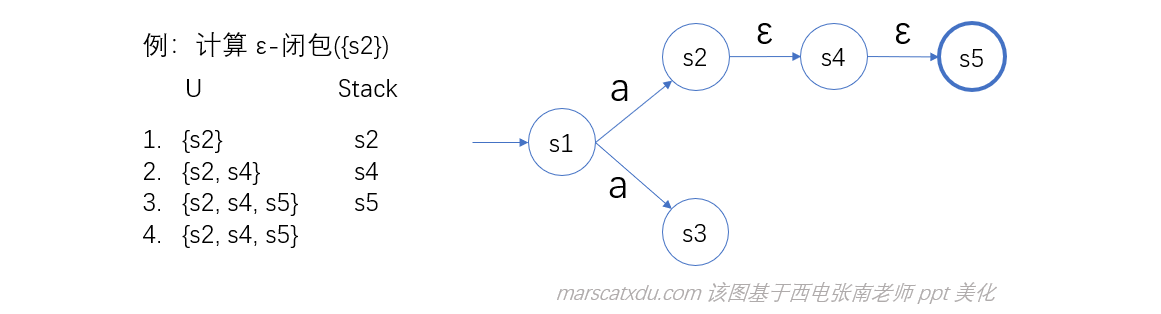 例：计算 ε-闭包({s2})
U Stack
1. {s2} s2
2. {s2, s4} s4
3. {s2, s4, s5} s5
4. {s2, s4, s5}
s1
a
a
s2
ε
s4
ε
s5
s3
marscatxdu.com 该图基于西电张南老师 ppt 美化